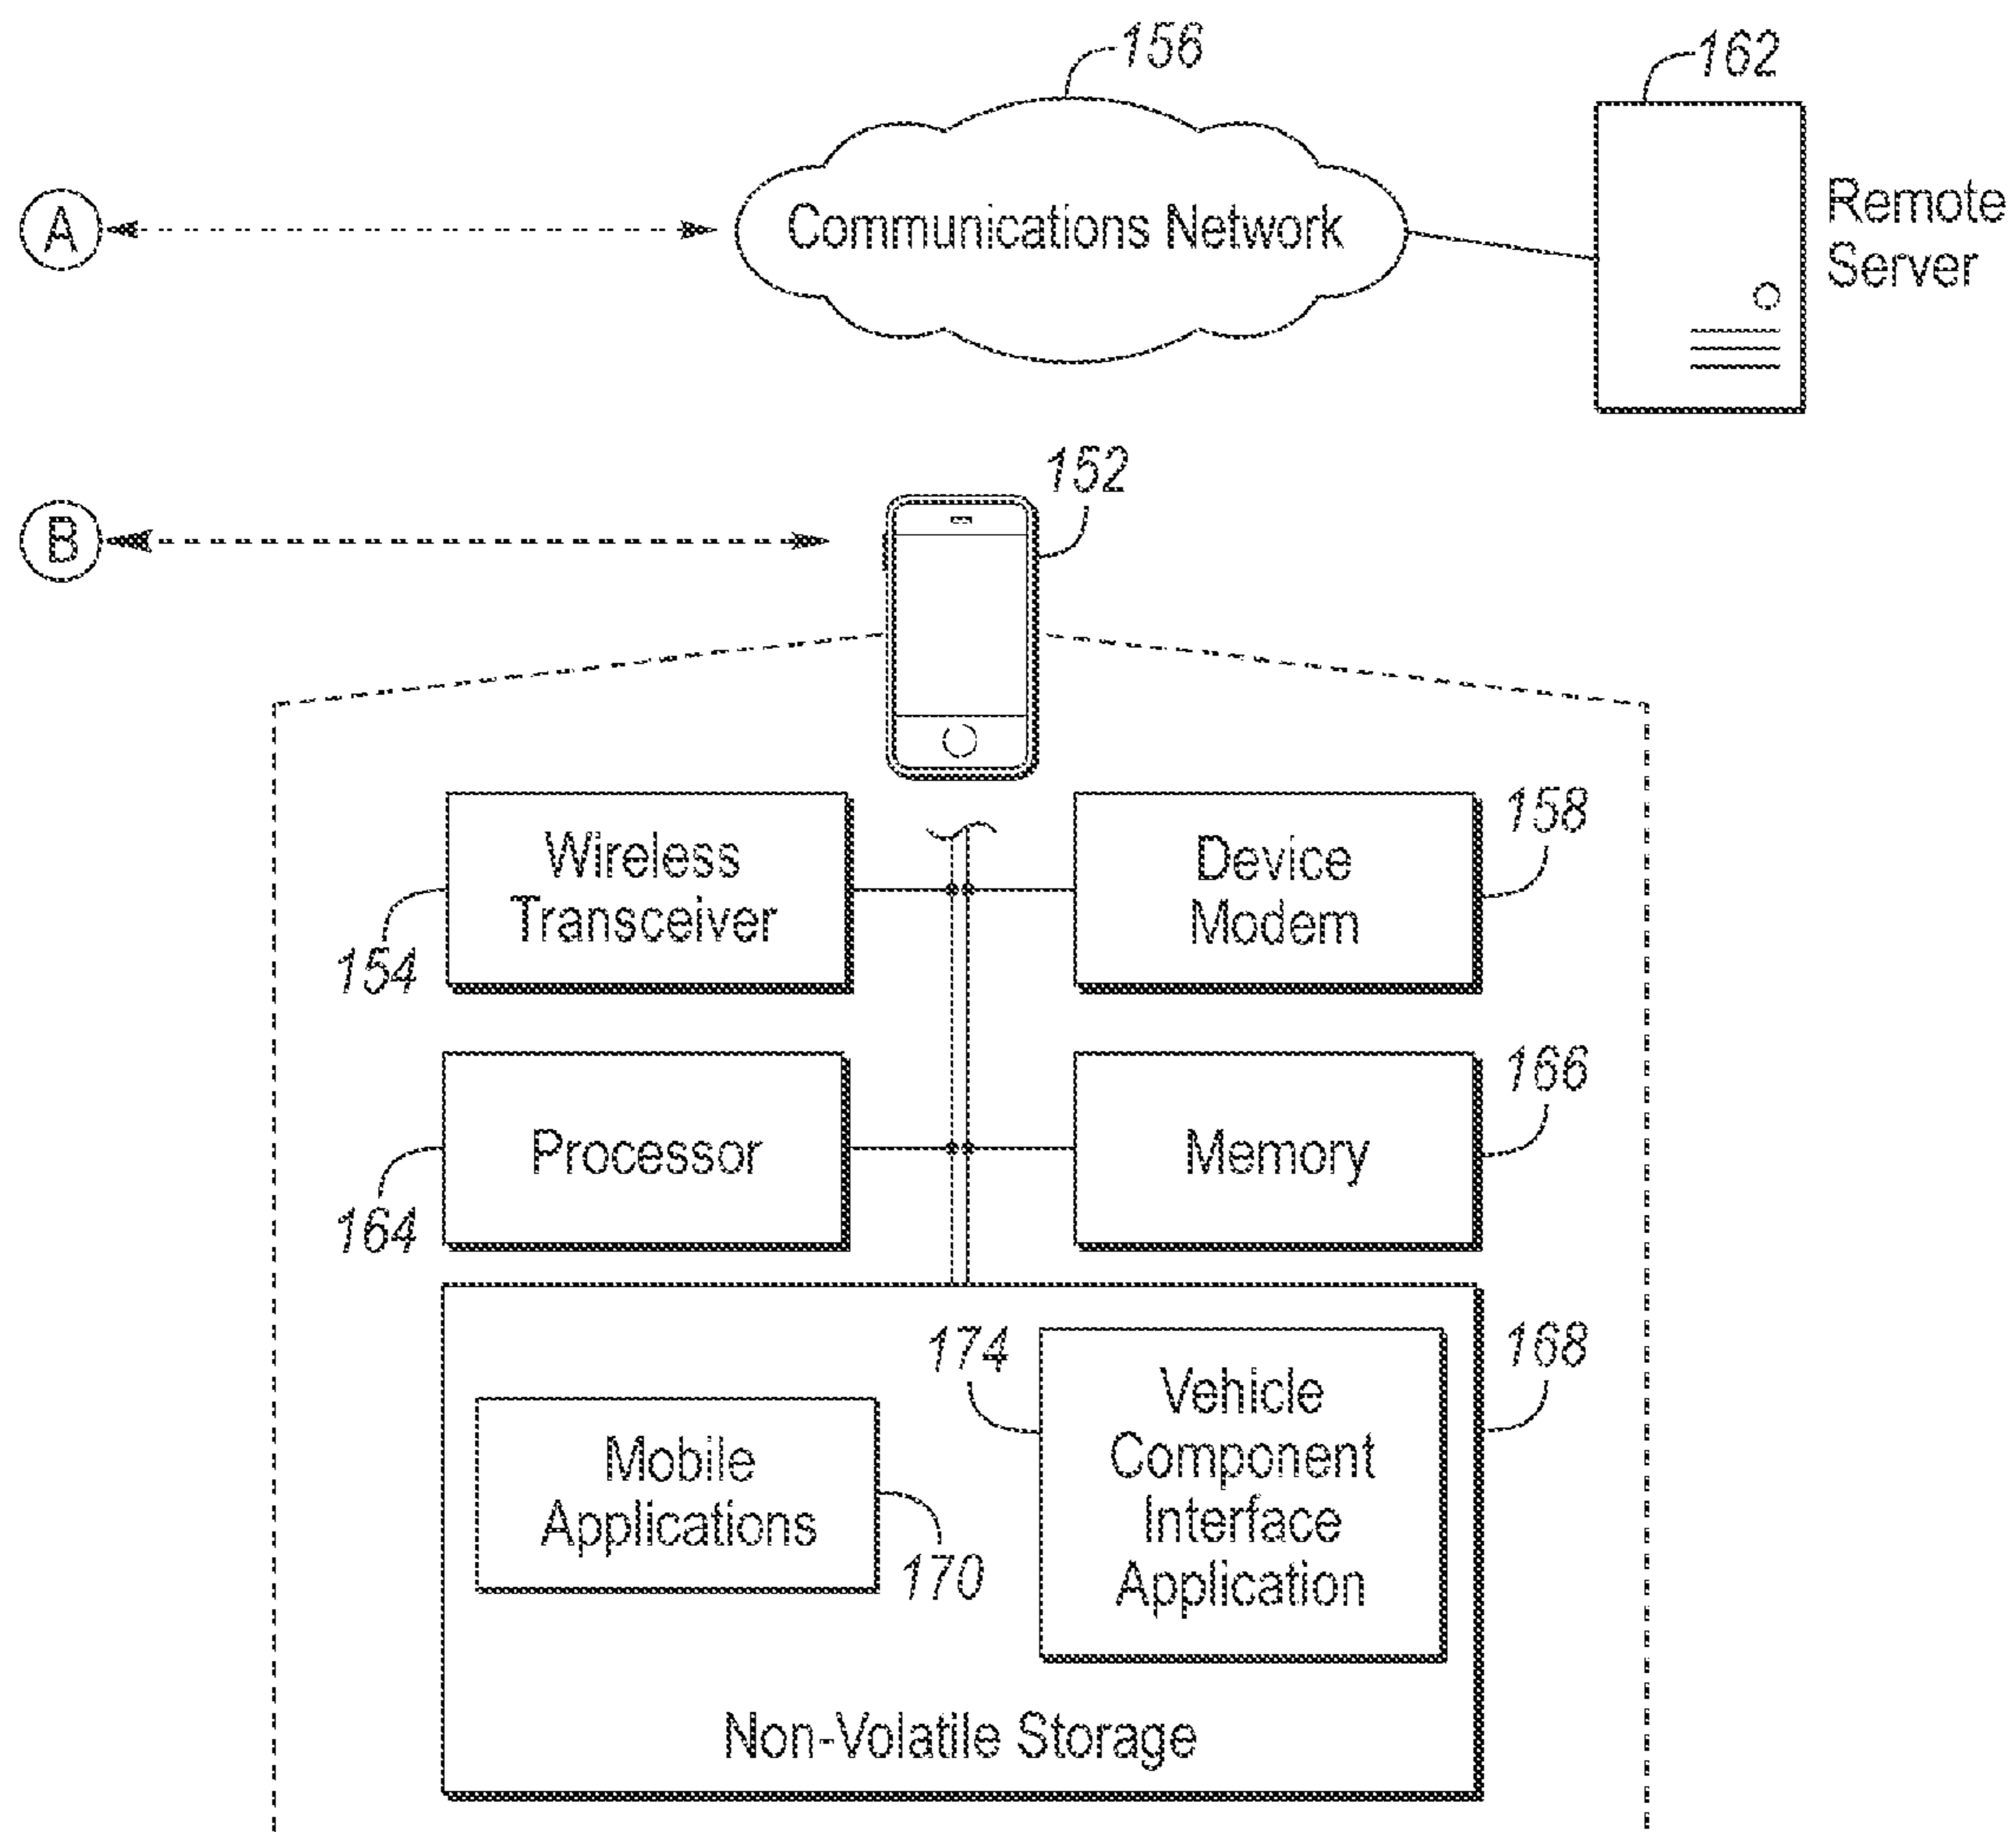 156
162
A
Communications Network
Remote
Server
152
B
Wireless
Transceiver
154
Device
Modem
158
Processor
164
Memory
166
174
168
Vehicle
Component
Interface
Application
Mobile
Applications
170
Non-Volatile Storage